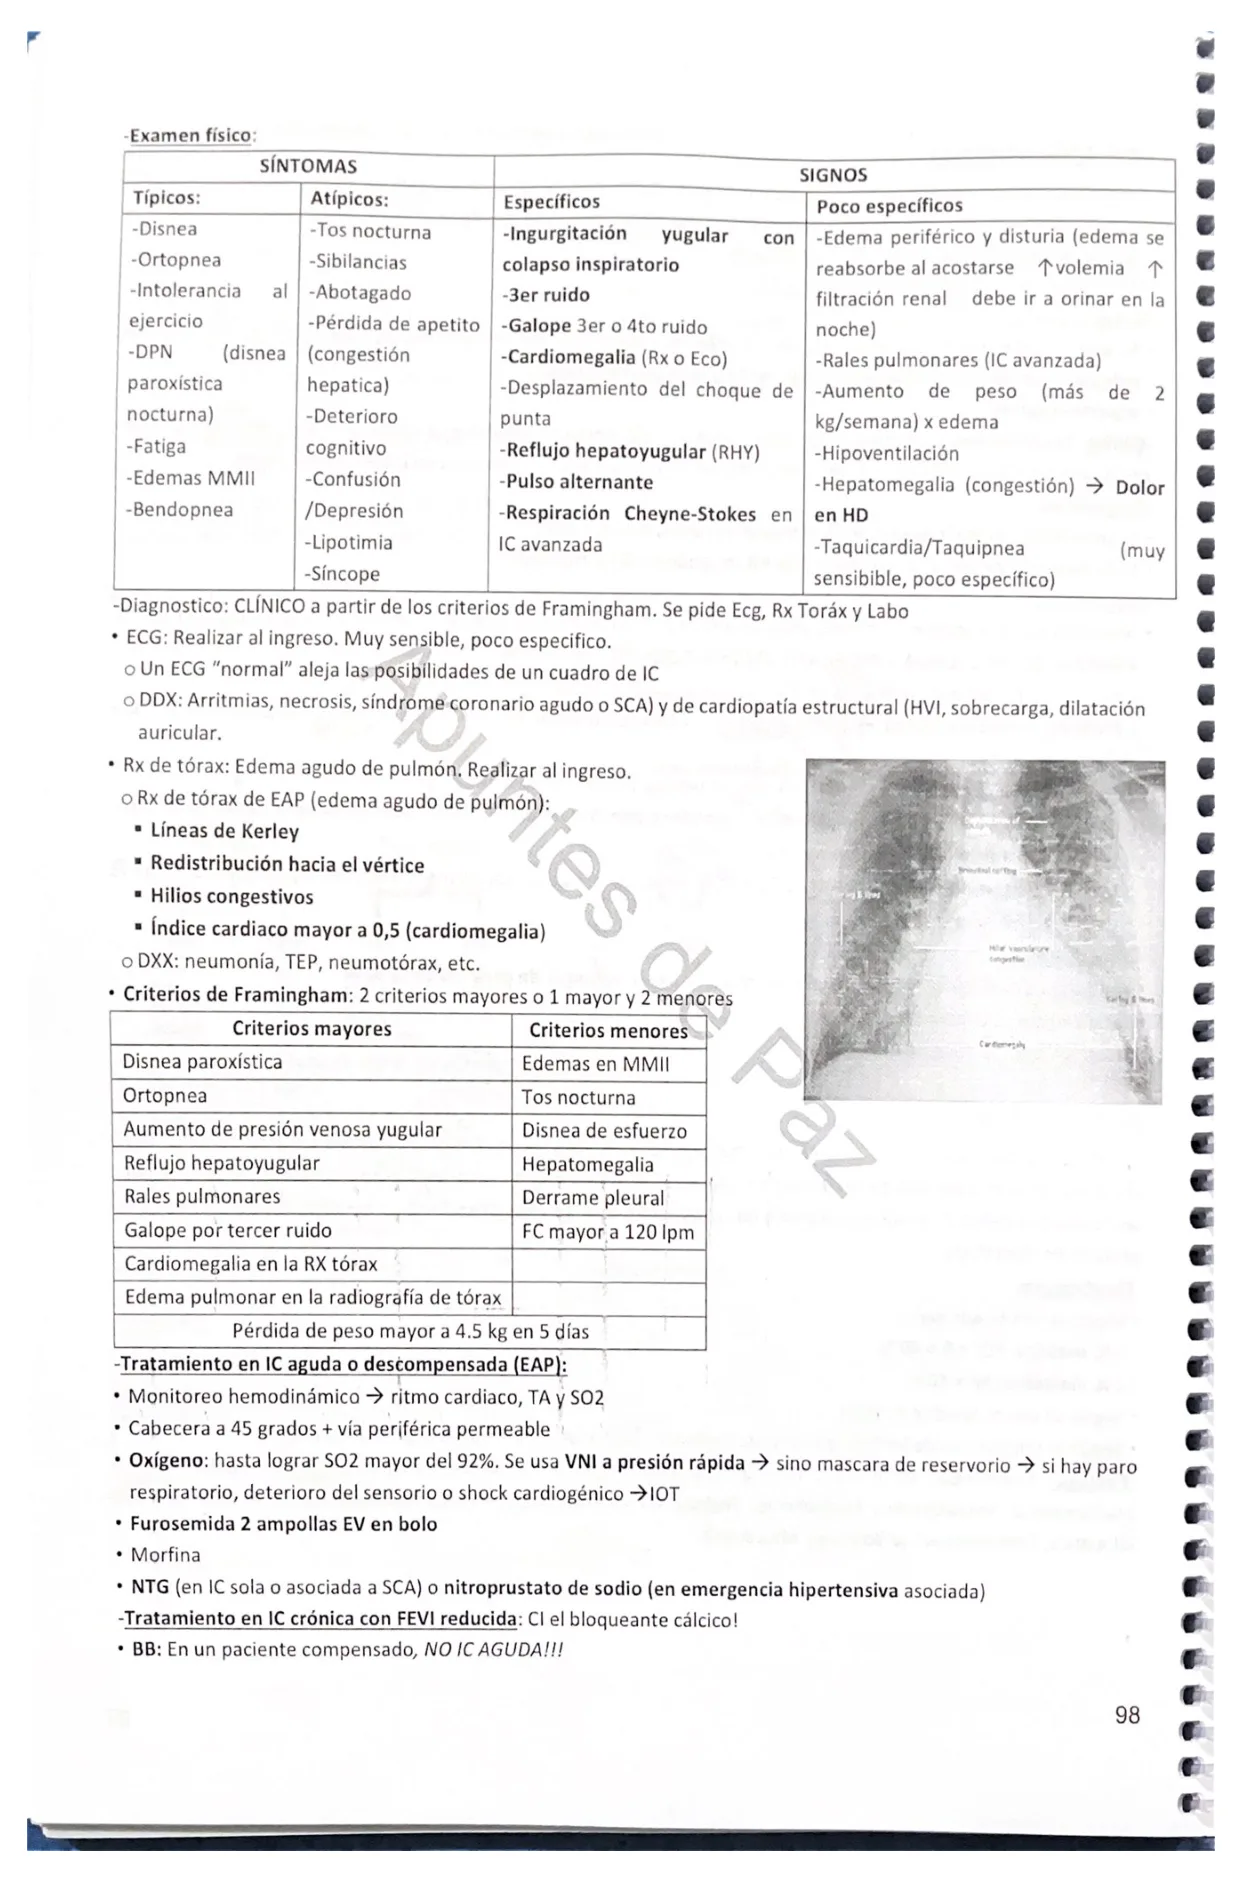 -Examen físico:
SÍNTOMAS
SIGNOS
Típicos:
Atípicos:
Específicos
Poco específicos
-Disnea
-Ortopnea
-Intolerancia al
ejercicio
-DPN (disnea
paroxística
nocturna)
-Fatiga
-Edemas MMII
-Bendopnea
-Tos nocturna
-Sibilancias
-Abotagado
-Pérdida de apetito
(congestión
hepatica)
-Deterioro
cognitivo
-Confusión
/Depresión
-Lipotimia
-Síncope
-Ingurgitación yugular con
colapso inspiratorio
-3er ruido
-Galope 3er o 4to ruido
-Cardiomegalia (Rx o Eco)
-Desplazamiento del choque de
punta
-Reflujo hepatoyugular (RHY)
-Pulso alternante
-Respiración Cheyne-Stokes en
IC avanzada
-Edema periférico y disturia (edema se
reabsorbe al acostarse ↑volemia ↑
filtración renal debe ir a orinar en la
noche)
-Rales pulmonares (IC avanzada)
-Aumento de peso (más de 2
kg/semana) x edema
-Hipoventilación
-Hepatomegalia (congestión) → Dolor
en HD
-Taquicardia/Taquipnea (muy
sensibible, poco específico)
-Diagnostico: CLÍNICO a partir de los criterios de Framingham. Se pide Ecg, Rx Toráx y Labo
• ECG: Realizar al ingreso. Muy sensible, poco especifico.
o Un ECG "normal" aleja las posibilidades de un cuadro de IC
o DDX: Arritmias, necrosis, síndrome coronario agudo o SCA) y de cardiopatía estructural (HVI, sobrecarga, dilatación
auricular.
• Rx de tórax: Edema agudo de pulmón. Realizar al ingreso.
o Rx de tórax de EAP (edema agudo de pulmón):
▪ Líneas de Kerley
▪ Redistribución hacia el vértice
▪ Hilios congestivos
▪ Índice cardiaco mayor a 0,5 (cardiomegalia)
o DXX: neumonía, TEP, neumotórax, etc.
Cardiomegaly
• Criterios de Framingham: 2 criterios mayores o 1 mayor y 2 menores
Criterios mayores
Criterios menores
Disnea paroxística
Edemas en MMII
Ortopnea
Tos nocturna
Aumento de presión venosa yugular
Disnea de esfuerzo
Reflujo hepatoyugular
Hepatomegalia
Rales pulmonares
Derrame pleural
Galope por tercer ruido
FC mayor a 120 lpm
Cardiomegalia en la RX tórax
Edema pulmonar en la radiografía de tórax
Pérdida de peso mayor a 4.5 kg en 5 días
-Tratamiento en IC aguda o descompensada (EAP):
• Monitoreo hemodinámico → ritmo cardiaco, TA y SO2
• Cabecera a 45 grados + vía periférica permeable
• Oxígeno: hasta lograr SO2 mayor del 92%. Se usa VNI a presión rápida → sino mascara de reservorio → si hay paro
respiratorio, deterioro del sensorio o shock cardiogénico →IOT
• Furosemida 2 ampollas EV en bolo
• Morfina
• NTG (en IC sola o asociada a SCA) o nitroprustato de sodio (en emergencia hipertensiva asociada)
-Tratamiento en IC crónica con FEVI reducida: CI el bloqueante cálcico!
• BB: En un paciente compensado, NO IC AGUDA!!!
98
Apuntes de Paz